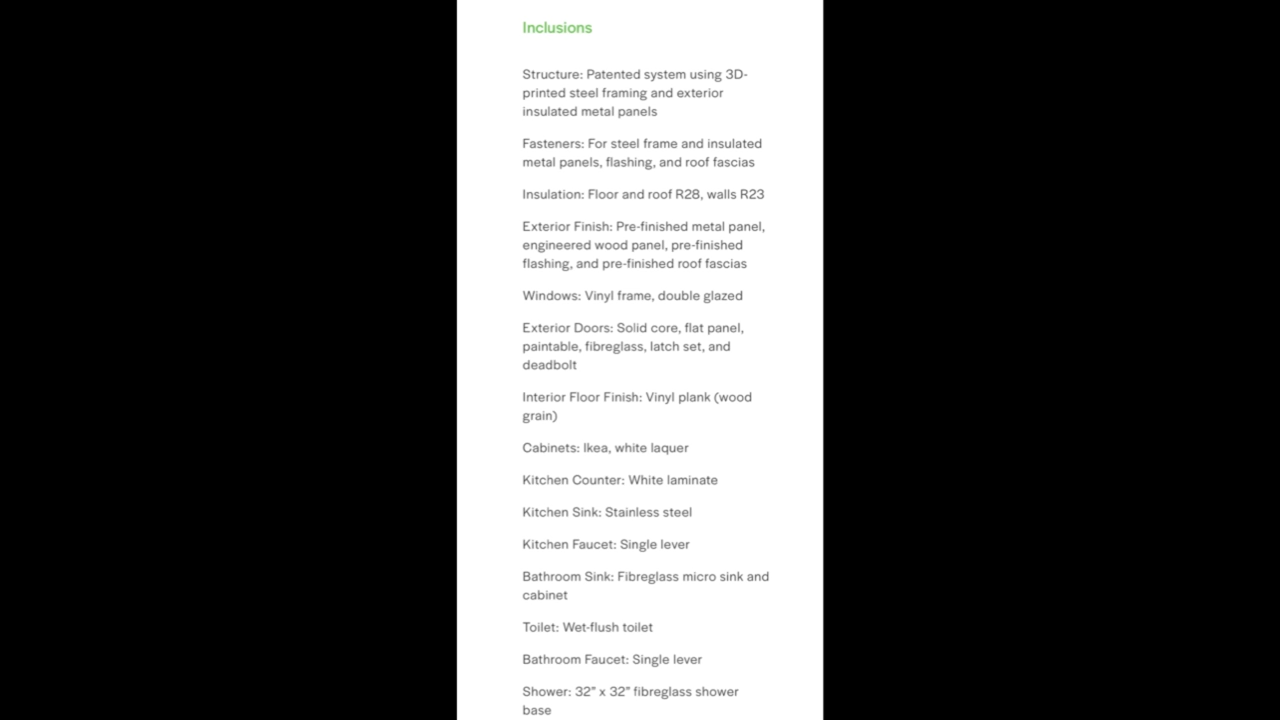 Inclusions
Structure: Patented system using 3D-
printed steel framing and exterior
insulated metal panels
Fasteners: For steel frame and insulated
metal panels, flashing, and roof fascias
Insulation: Floor and roof R28, walls R23
Exterior Finish: Pre-finished metal panel,
engineered wood panel, pre-finished
flashing, and pre-finished roof fascias
Windows: Vinyl frame, double glazed
Exterior Doors: Solid core, flat panel,
paintable, fibreglass, latch set, and
deadbolt
Interior Floor Finish: Vinyl plank (wood
grain)
Cabinets: Ikea, white laquer
Kitchen Counter: White laminate
Kitchen Sink: Stainless steel
Kitchen Faucet: Single lever
Bathroom Sink: Fibreglass micro sink and
cabinet
Toilet: Wet-flush toilet
Bathroom Faucet: Single lever
Shower: 32” x 32” fibreglass shower
base